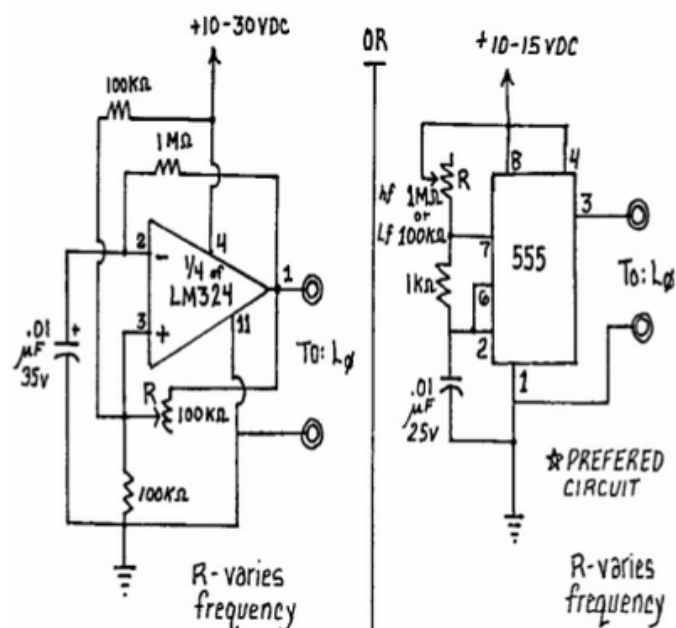 +10-30VDC
100KΩ
1MΩ
2
-
4
1/4 of
LM324
1
3
+
11
.01
μF
35v
+
To: Lø
R
100KΩ
100KΩ
R-varies
frequency
OR
+10-15VDC
8
4
R
hf 1MΩ
or
Lf 100KΩ
7
3
555
1KΩ
6
2
To: Lø
1
.01
μF
25v
☆ PREFERED
CIRCUIT
R-varies
frequency